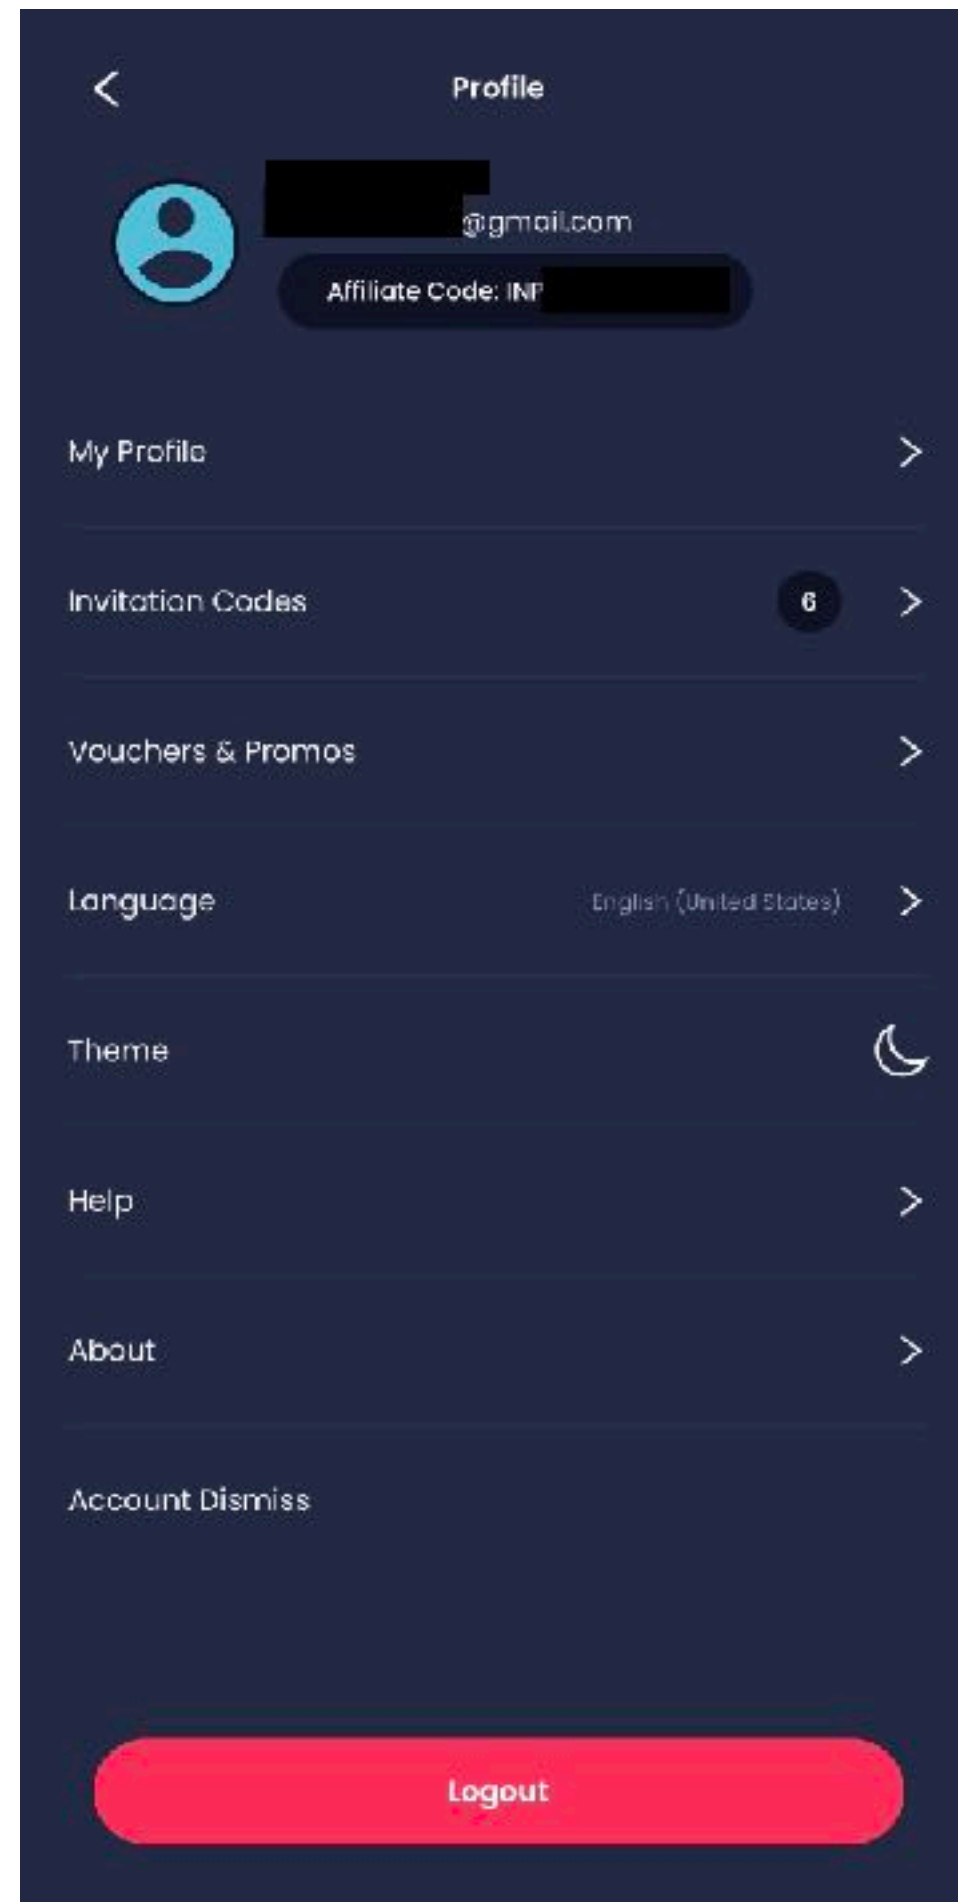 Profile
@gmail.com
Affiliate Code: INP
My Profile
Invitation Codes 6
Vouchers & Promos
Language English (United States)
Theme
Help
About
Account Dismiss
Logout